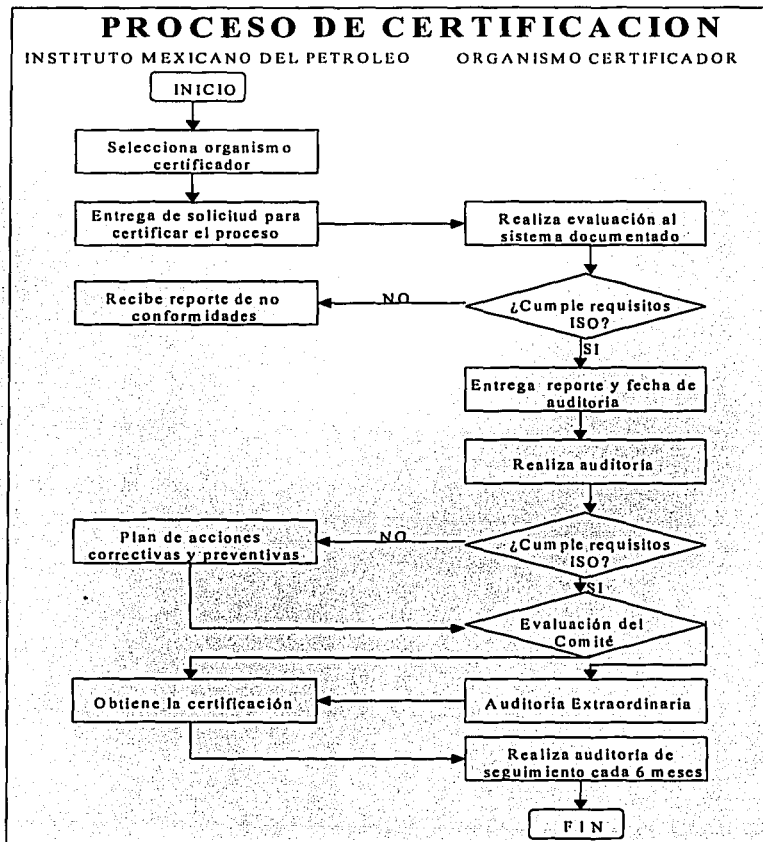 PROCESO DE CERTIFICACION
INSTITUTO MEXICANO DEL PETROLEO
ORGANISMO CERTIFICADOR
INICIO
Selecciona organismo
certificador
Entrega de solicitud para
certificar el proceso
Realiza evaluación al
sistema documentado
Recibe reporte de no
conformidades
NO
¿Cumple requisitos
ISO?
SI
Entrega reporte y fecha de
auditoria
Realiza auditoría
Plan de acciones
correctivas y preventivas
NO
¿Cumple requisitos
ISO?
SI
Evaluación del
Comité
Obtiene la certificación
Auditoria Extraordinaria
Realiza auditoría de
seguimiento cada 6 meses
FIN